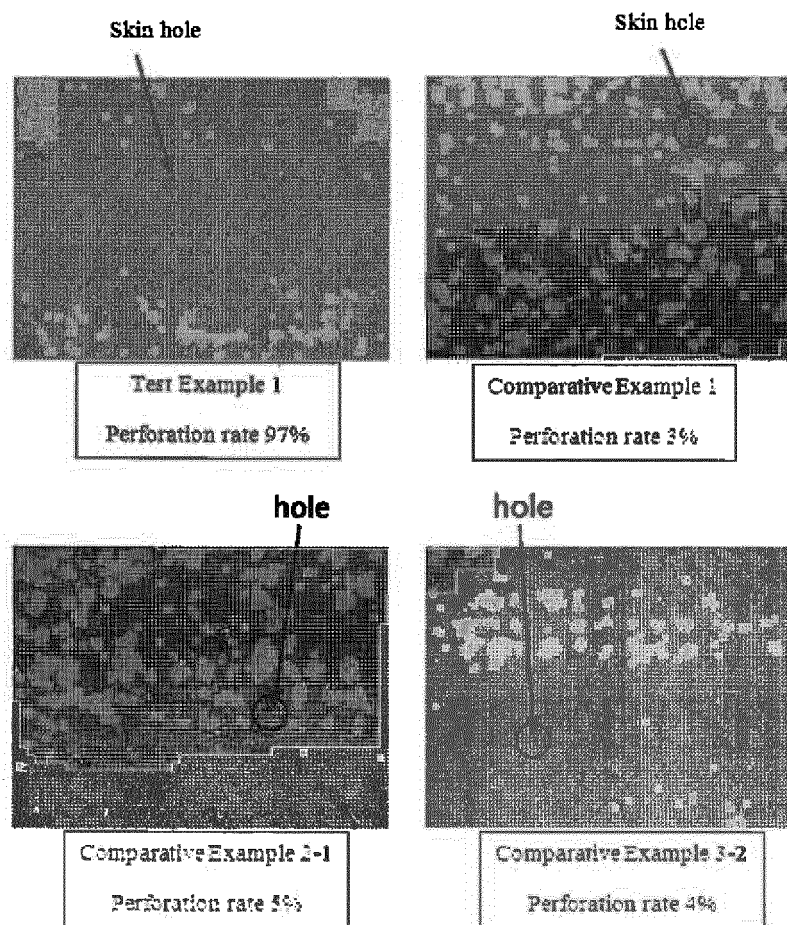 Skin hole
Skin hole
Test Example 1
Perforation rate 97%
Comparative Example 1
Perforation rate 3%
hole
hole
Comparative Example 2-1
Perforation rate 5%
Comparative Example 3-2
Perforation rate 4%